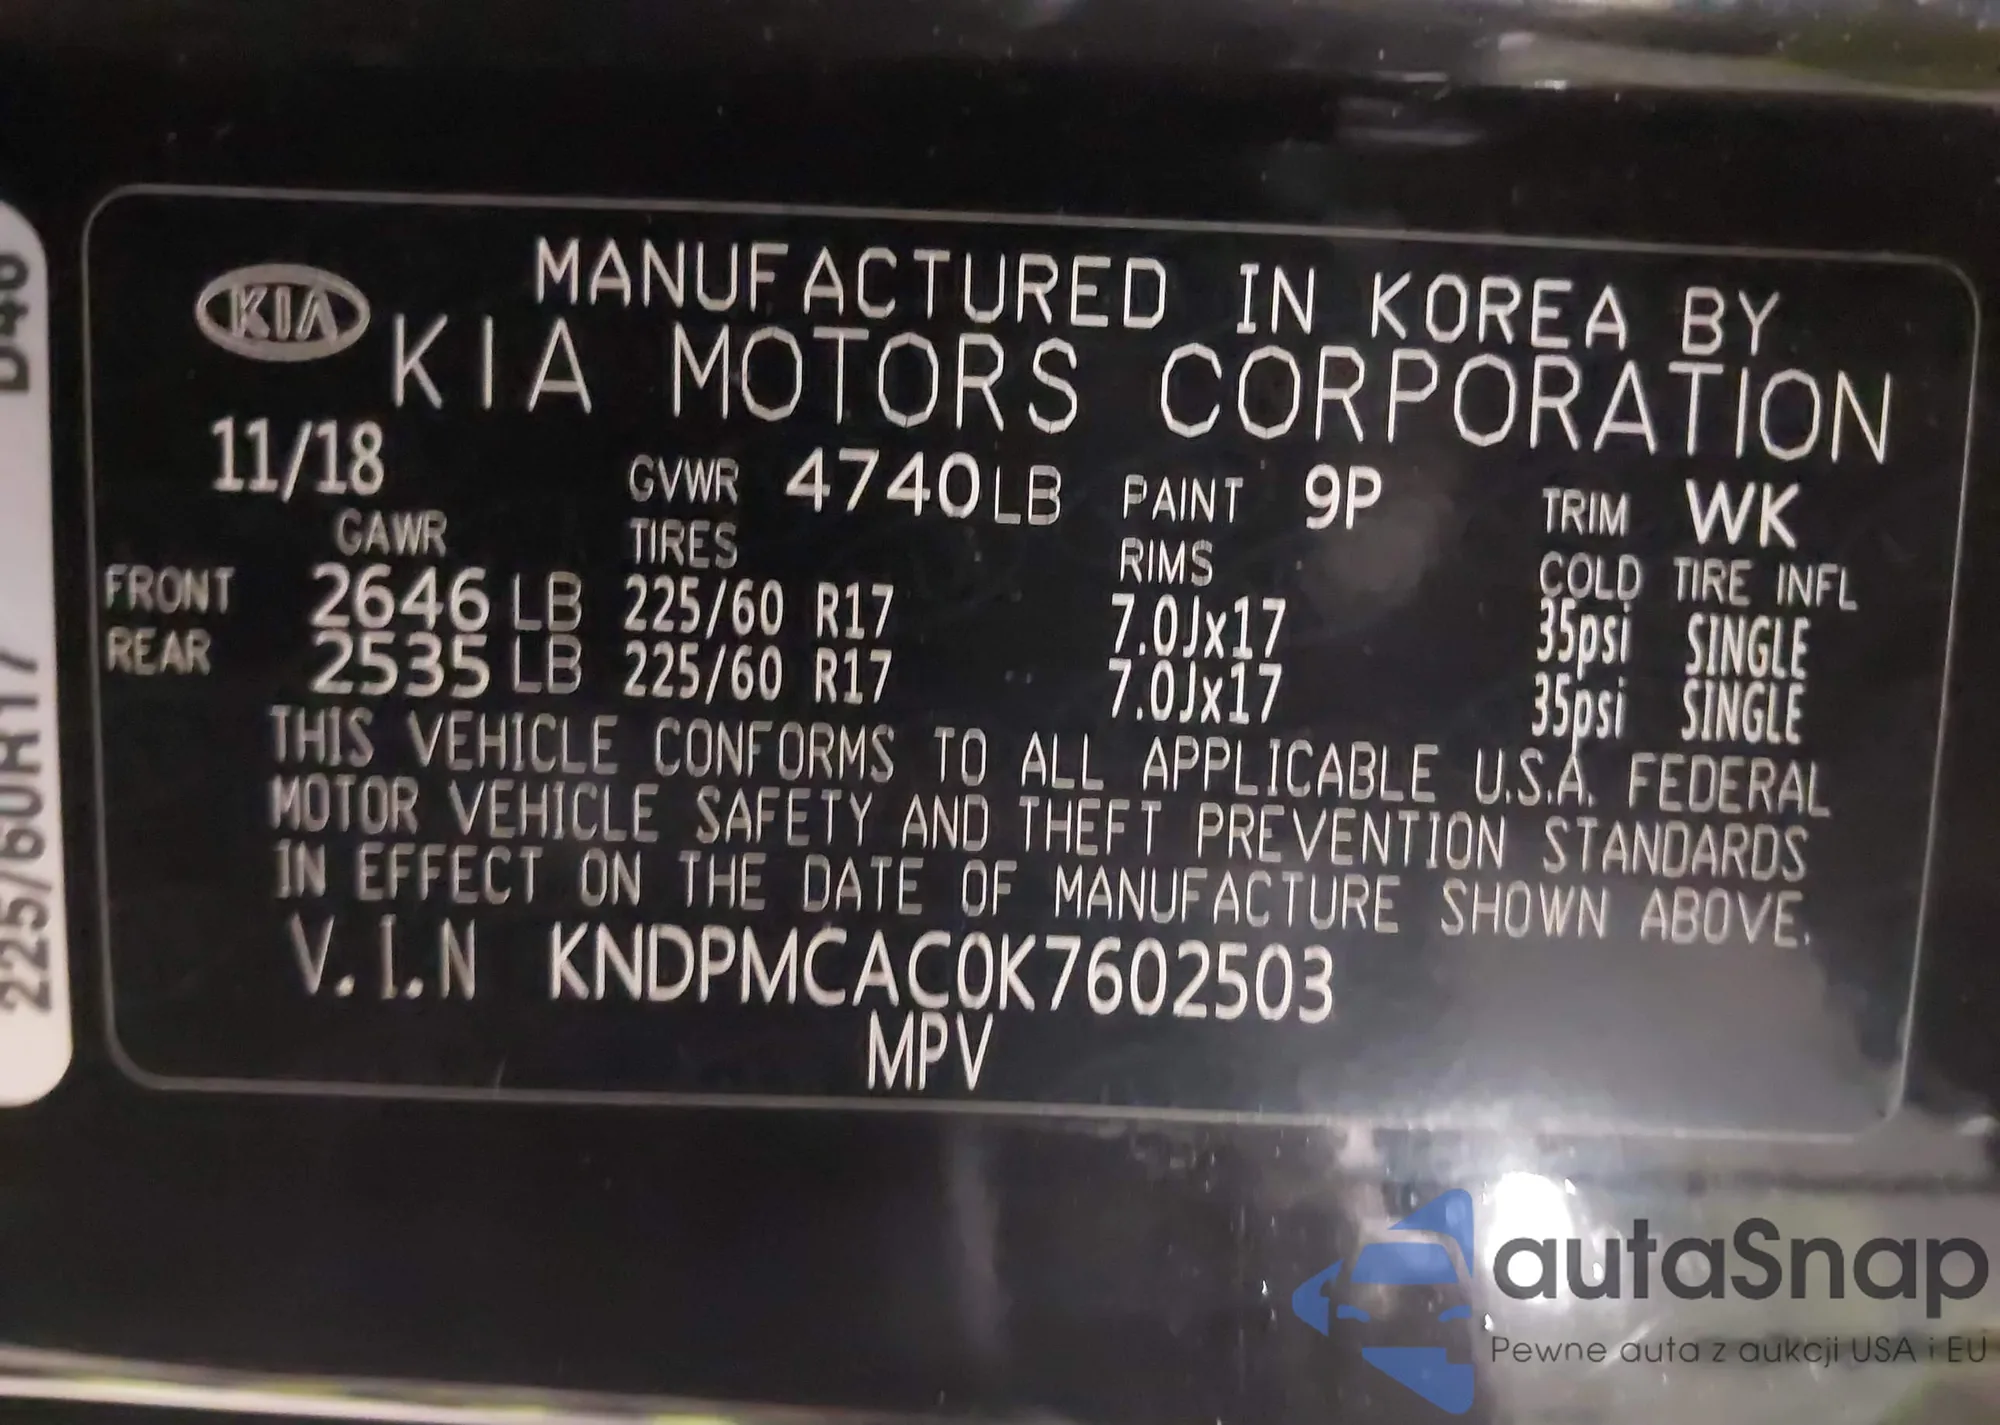 MANUFACTURED IN KOREA BY
KIA
KIA MOTORS CORPORATION
11/18 GVWR 4740LB PAINT 9P TRIM WK
GAWR TIRES RIMS COLD TIRE INFL
FRONT 2646 LB 225/60 R17 7.0Jx17 35psi SINGLE
REAR 2535 LB 225/60 R17 7.0Jx17 35psi SINGLE
THIS VEHICLE CONFORMS TO ALL APPLICABLE U.S.A. FEDERAL
MOTOR VEHICLE SAFETY AND THEFT PREVENTION STANDARDS
IN EFFECT ON THE DATE OF MANUFACTURE SHOWN ABOVE.
V.I.N KNDPMCAC0K7602503
MPV
225/60R17
autaSnap
Pewne auta z aukcji USA i EU